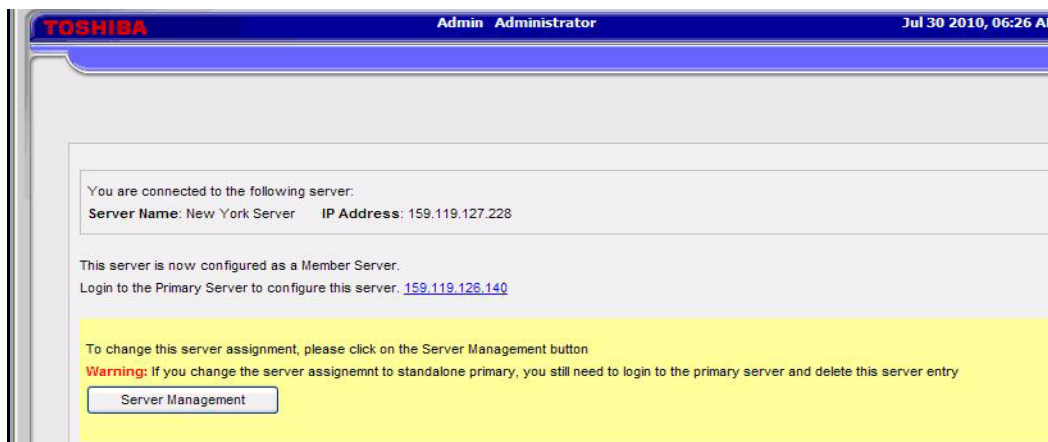 TOSHIBA Admin Administrator Jul 30 2010, 06:26 A
You are connected to the following server:
Server Name: New York Server IP Address: 159.119.127.228
This server is now configured as a Member Server.
Login to the Primary Server to configure this server. 159.119.126.140
To change this server assignment, please click on the Server Management button
Warning: If you change the server assignemnt to standalone primary, you still need to login to the primary server and delete this server entry
Server Management